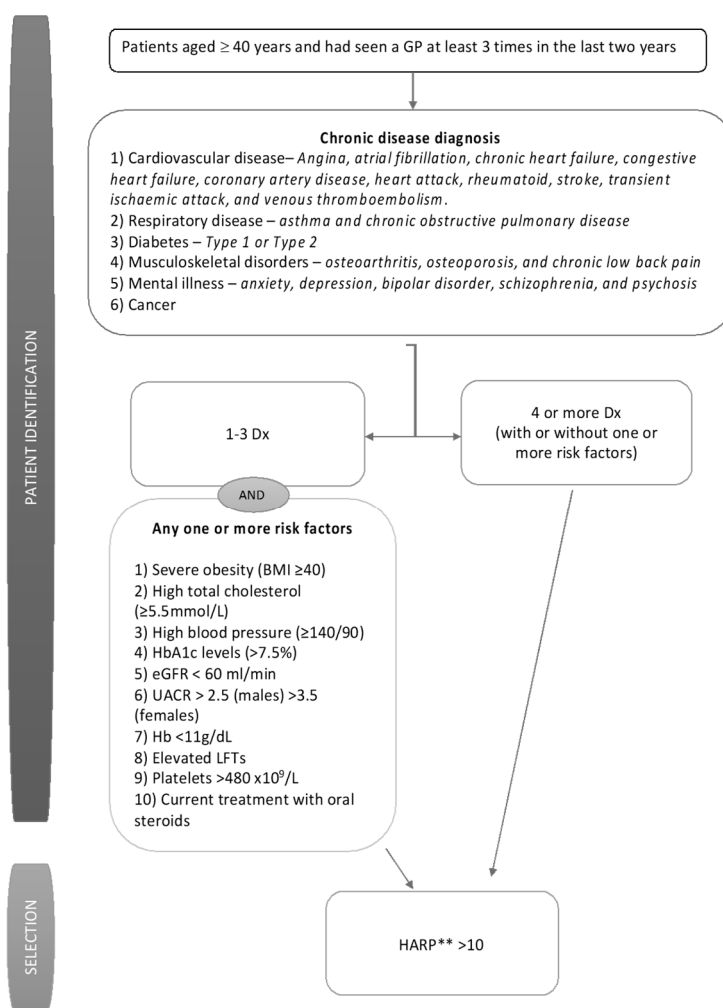 Patients aged ≥ 40 years and had seen a GP at least 3 times in the last two years
Chronic disease diagnosis
1) Cardiovascular disease– Angina, atrial fibrillation, chronic heart failure, congestive
heart failure, coronary artery disease, heart attack, rheumatoid, stroke, transient
ischaemic attack, and venous thromboembolism.
2) Respiratory disease – asthma and chronic obstructive pulmonary disease
3) Diabetes – Type 1 or Type 2
4) Musculoskeletal disorders – osteoarthritis, osteoporosis, and chronic low back pain
5) Mental illness – anxiety, depression, bipolar disorder, schizophrenia, and psychosis
6) Cancer
PATIENT IDENTIFICATION
1-3 Dx
4 or more Dx
(with or without one or
more risk factors)
AND
Any one or more risk factors
1) Severe obesity (BMI ≥40)
2) High total cholesterol
(≥5.5mmol/L)
3) High blood pressure (≥140/90)
4) HbA1c levels (>7.5%)
5) eGFR < 60 ml/min
6) UACR > 2.5 (males) >3.5
(females)
7) Hb <11g/dL
8) Elevated LFTs
9) Platelets >480 x10⁹/L
10) Current treatment with oral
steroids
SELECTION
HARP** >10